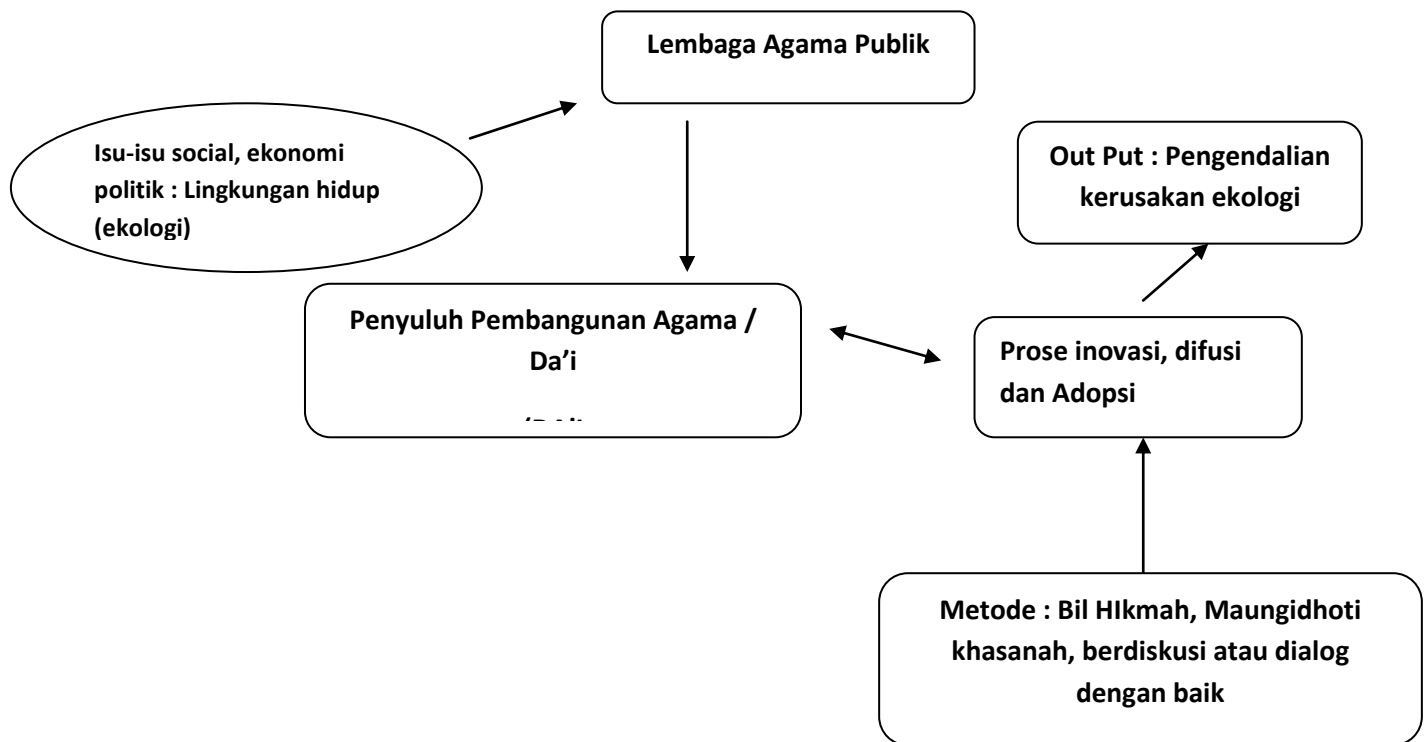 Lembaga Agama Publik
Isu-isu social, ekonomi
politik : Lingkungan hidup
(ekologi)
Out Put : Pengendalian
kerusakan ekologi
Penyuluh Pembangunan Agama /
Da’i
Prose inovasi, difusi
dan Adopsi
Metode : Bil HIkmah, Maungidhoti
khasanah, berdiskusi atau dialog
dengan baik